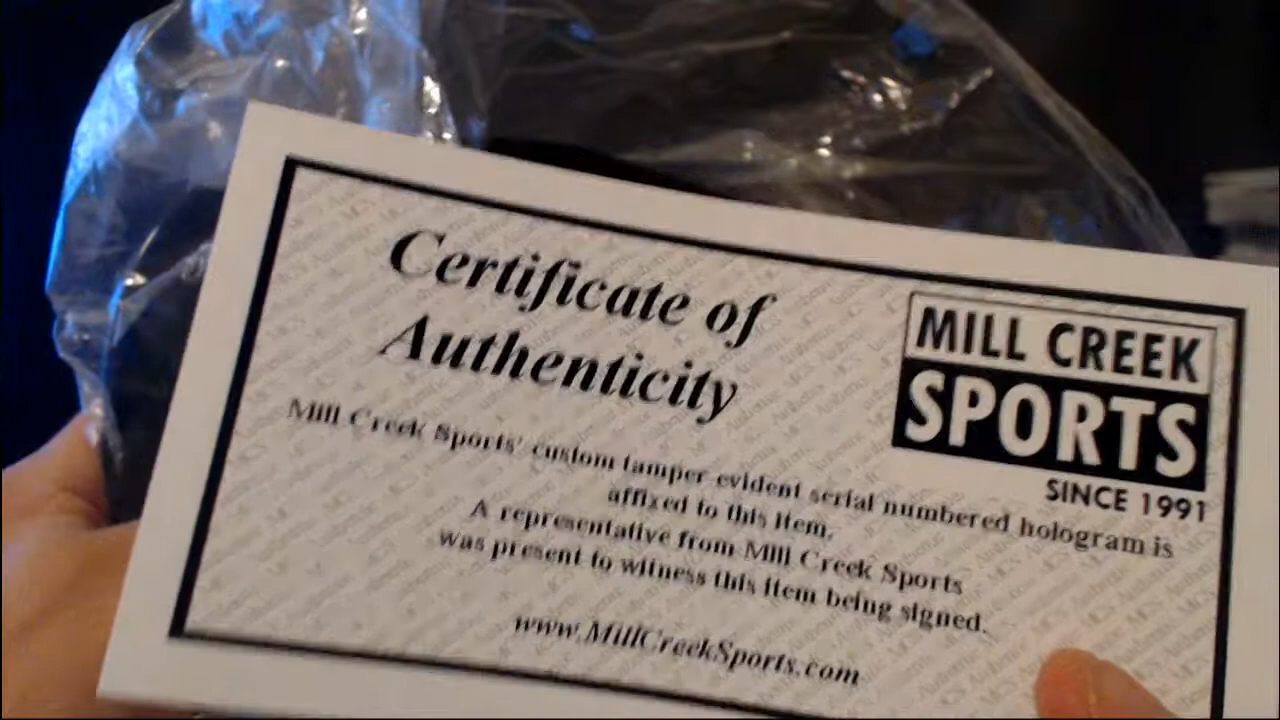 Certificate of
Authenticity
MILL CREEK
SPORTS
SINCE 1991
Mill Creek Sports' custom tamper evident serial numbered hologram is
affixed to this item.
A representative from Mill Creek Sports
was present to witness this item being signed.
www.MillCreekSports.com